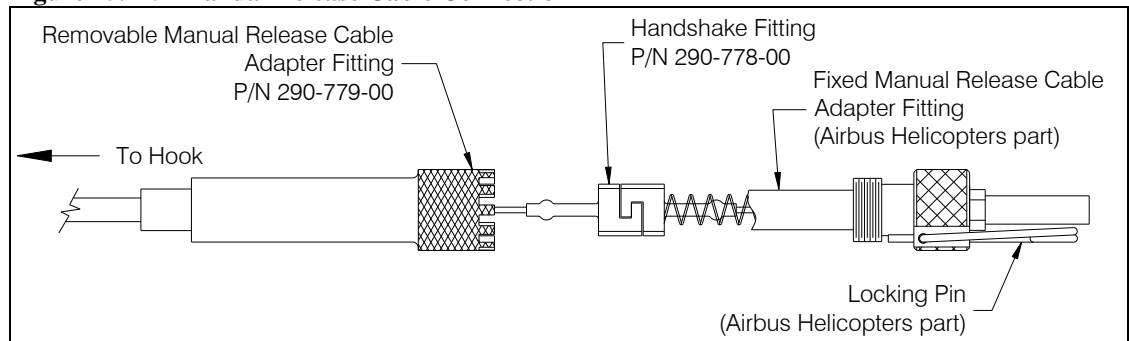 Removable Manual Release Cable
Adapter Fitting
P/N 290-779-00
Handshake Fitting
P/N 290-778-00
Fixed Manual Release Cable
Adapter Fitting
(Airbus Helicopters part)
To Hook
Locking Pin
(Airbus Helicopters part)